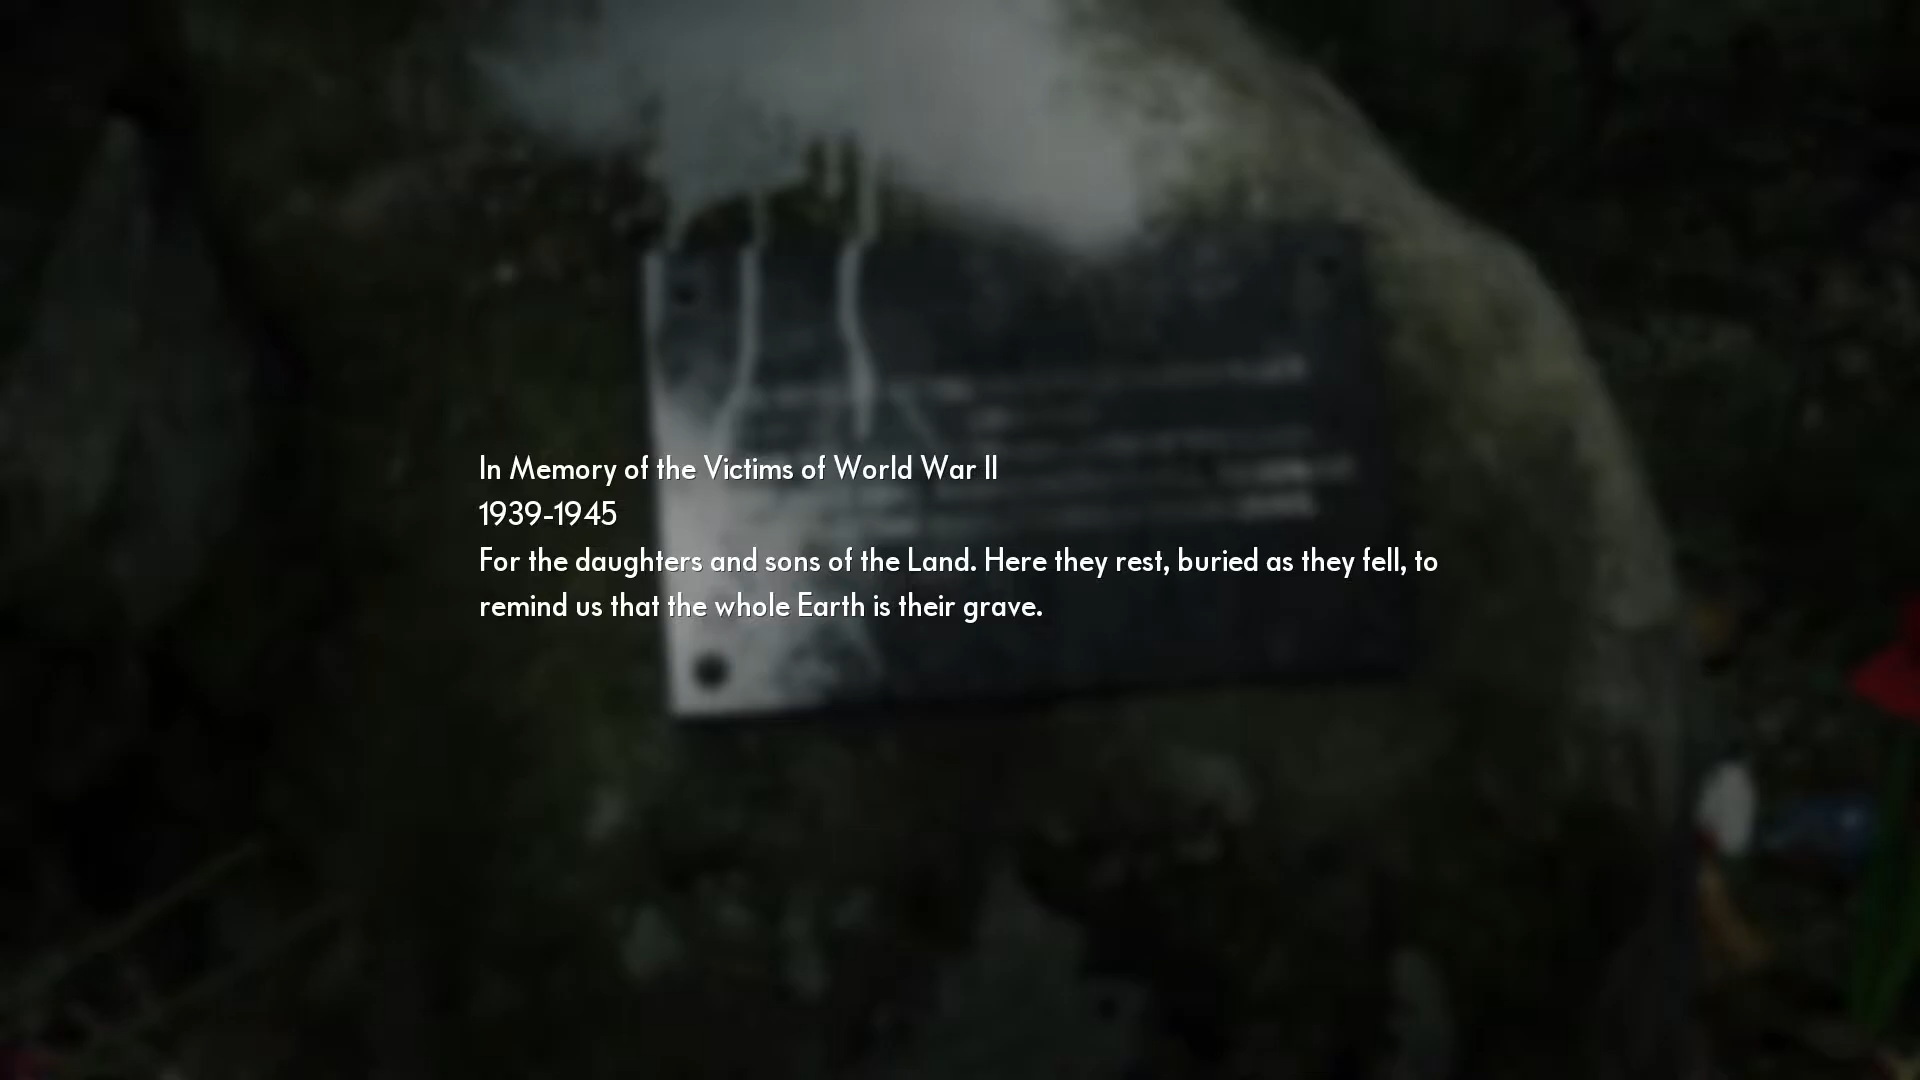 In Memory of the Victims of World War II
1939-1945
For the daughters and sons of the Land. Here they rest, buried as they fell, to
remind us that the whole Earth is their grave.